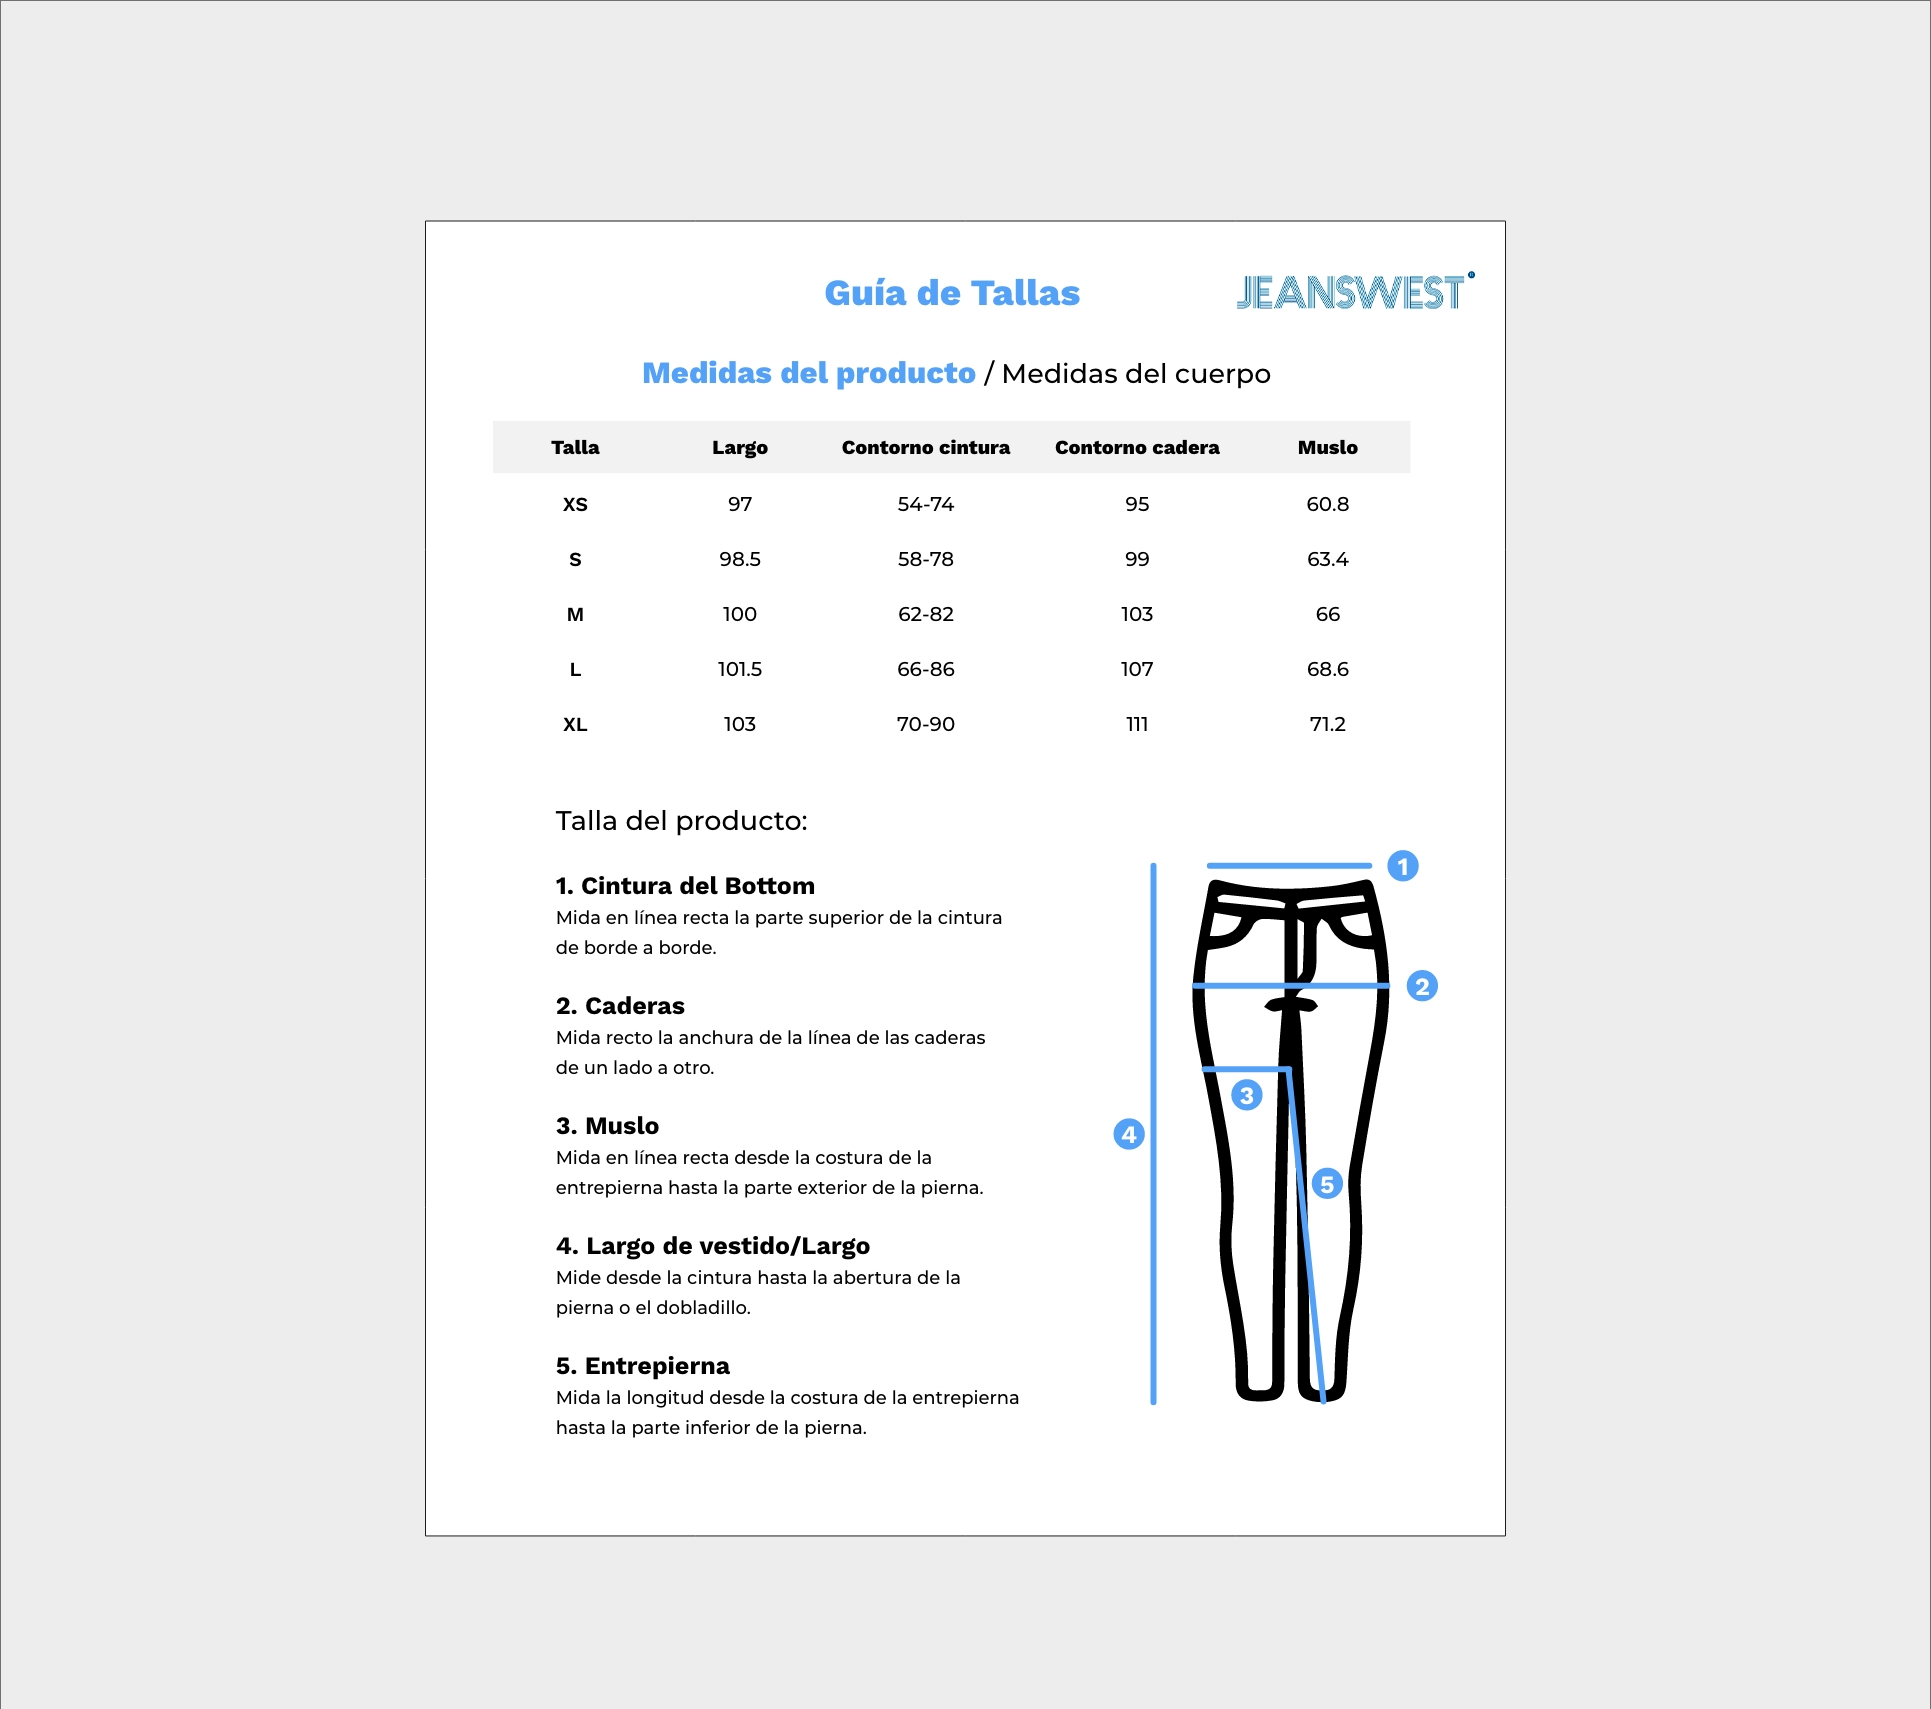 Guía de Tallas
JEANSWEST
Medidas del producto / Medidas del cuerpo
Talla Largo Contorno cintura Contorno cadera Muslo
XS 97 54-74 95 60.8
S 98.5 58-78 99 63.4
M 100 62-82 103 66
L 101.5 66-86 107 68.6
XL 103 70-90 111 71.2
Talla del producto:
1. Cintura del Bottom
Mida en línea recta la parte superior de la cintura
de borde a borde.
2. Caderas
Mida recto la anchura de la línea de las caderas
de un lado a otro.
3. Muslo
Mida en línea recta desde la costura de la
entrepierna hasta la parte exterior de la pierna.
4. Largo de vestido/Largo
Mide desde la cintura hasta la abertura de la
pierna o el dobladillo.
5. Entrepierna
Mida la longitud desde la costura de la entrepierna
hasta la parte inferior de la pierna.
1
2
3
4
5